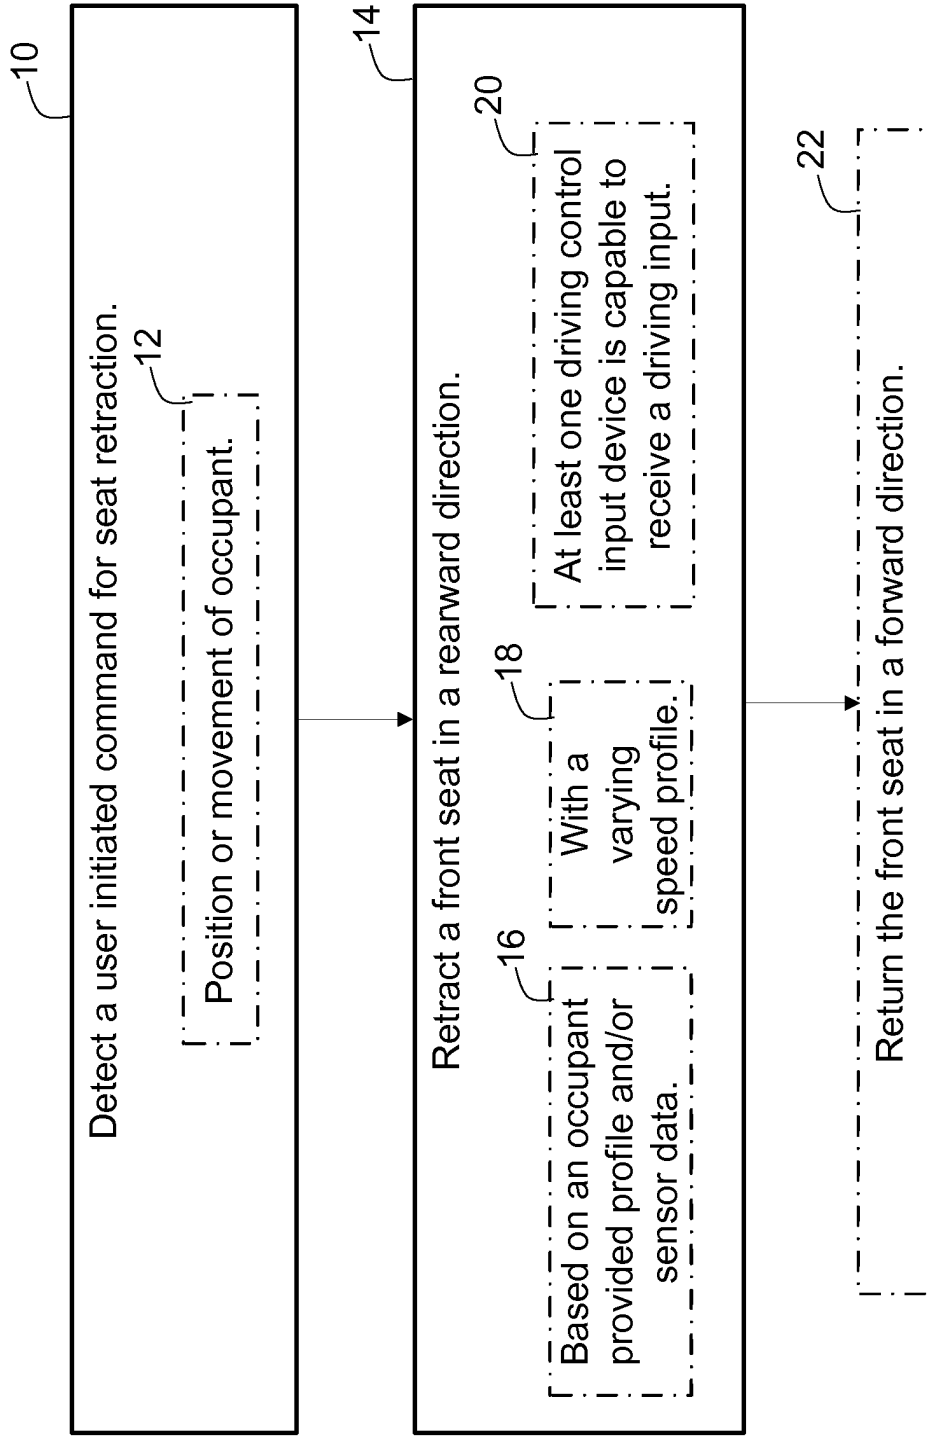 10
Detect a user initiated command for seat retraction.
12
Position or movement of occupant.
14
Retract a front seat in a rearward direction.
16
Based on an occupant
provided profile and/or
sensor data.
18
With a
varying
speed profile.
20
At least one driving control
input device is capable to
receive a driving input.
22
Return the front seat in a forward direction.